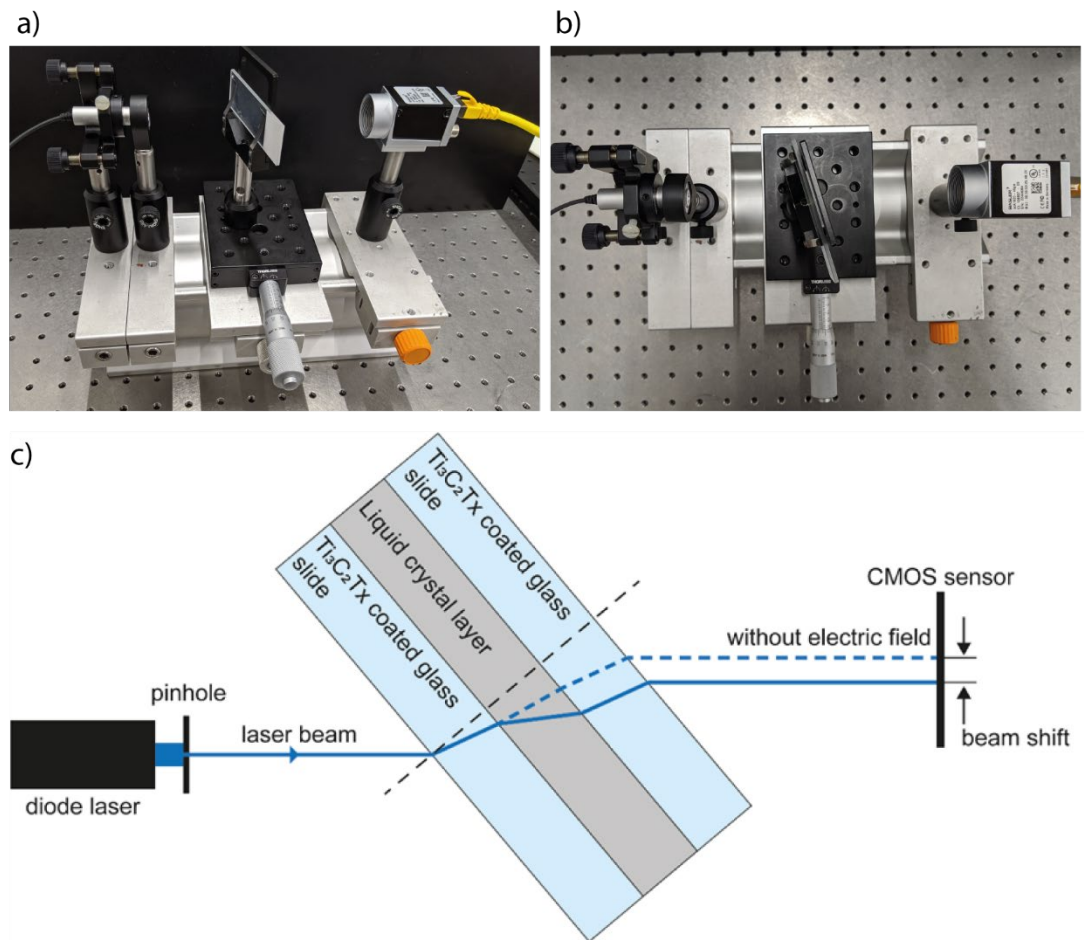 a)
b)
THORLABS
c)
Ti₃C₂Tx coated glass
slide
Liquid crystal layer
Ti₃C₂Tx coated glass
slide
CMOS sensor
without electric field
pinhole
laser beam
beam shift
diode laser